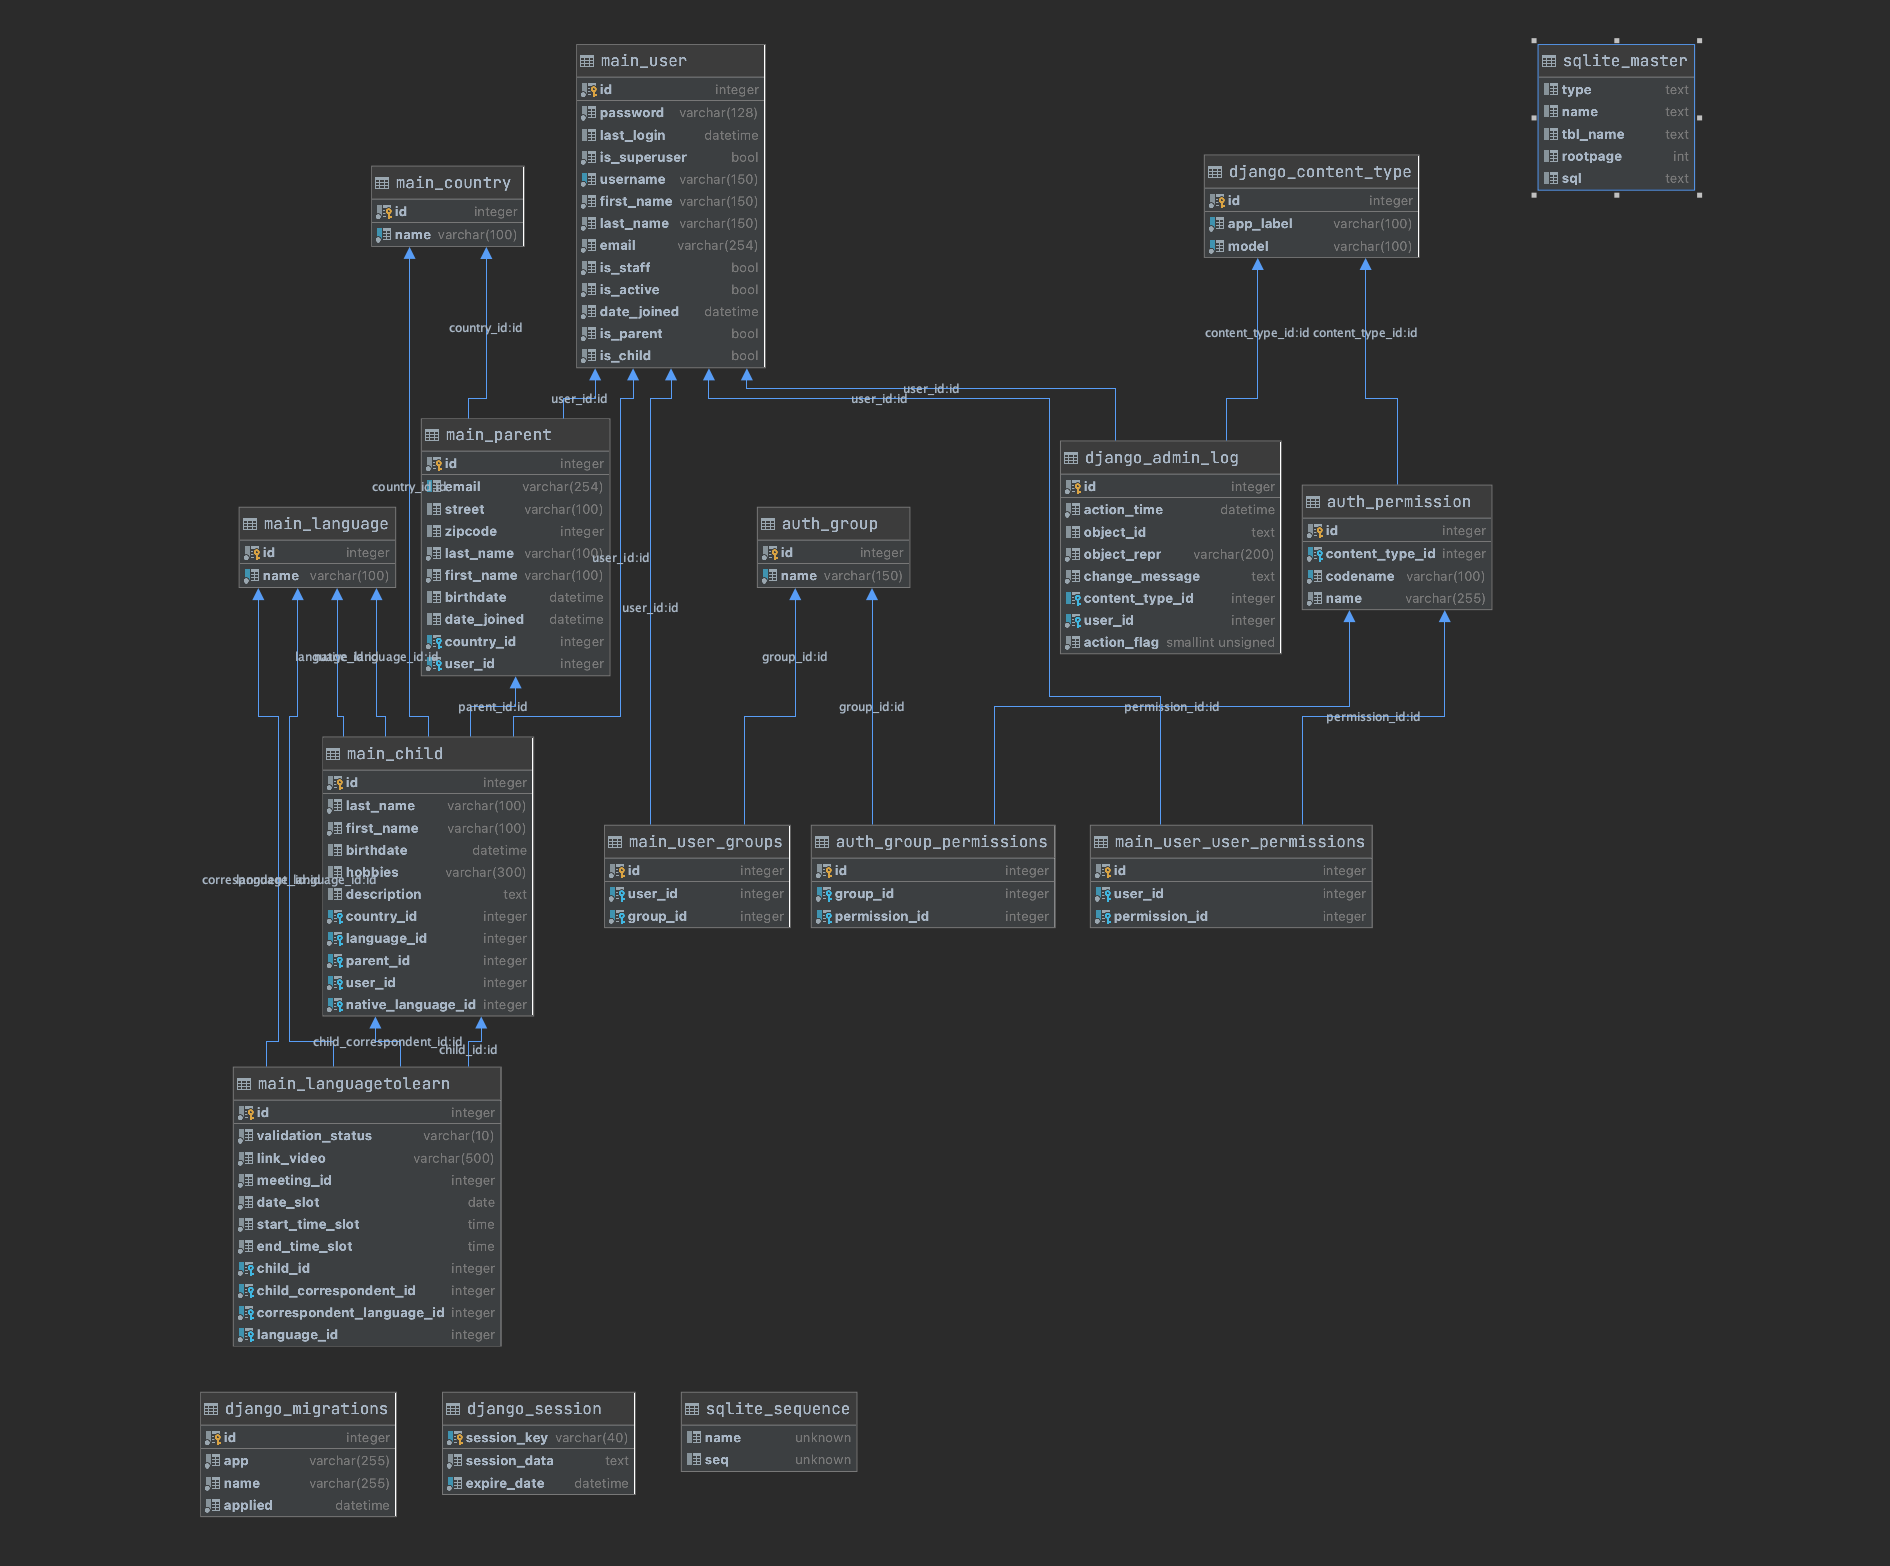 main_user
id integer
password varchar(128)
last_login datetime
is_superuser bool
username varchar(150)
first_name varchar(150)
last_name varchar(150)
email varchar(254)
is_staff bool
is_active bool
date_joined datetime
is_parent bool
is_child bool
sqlite_master
type text
name text
tbl_name text
rootpage int
sql text
main_country
id integer
name varchar(100)
django_content_type
id integer
app_label varchar(100)
model varchar(100)
country_id:id
content_type_id:id
content_type_id:id
user_id:id
user_id:id
user_id:id
main_parent
id integer
email varchar(254)
street varchar(100)
zipcode integer
last_name varchar(100)
first_name varchar(100)
birthdate datetime
date_joined datetime
country_id integer
user_id integer
country_id:id
user_id:id
user_id:id
django_admin_log
id integer
action_time datetime
object_id text
object_repr varchar(200)
change_message text
content_type_id integer
user_id integer
action_flag smallint unsigned
auth_permission
id integer
content_type_id integer
codename varchar(100)
name varchar(255)
main_language
id integer
name varchar(100)
auth_group
id integer
name varchar(150)
language_id:id
native_language_id:id
group_id:id
parent_id:id
group_id:id
permission_id:id
permission_id:id
main_child
id integer
last_name varchar(100)
first_name varchar(100)
birthdate datetime
hobbies varchar(300)
description text
country_id integer
language_id integer
parent_id integer
user_id integer
native_language_id integer
main_user_groups
id integer
user_id integer
group_id integer
auth_group_permissions
id integer
group_id integer
permission_id integer
main_user_user_permissions
id integer
user_id integer
permission_id integer
child_correspondent_id:id
child_id:id
main_languagetolearn
id integer
validation_status varchar(10)
link_video varchar(500)
meeting_id integer
date_slot date
start_time_slot time
end_time_slot time
child_id integer
child_correspondent_id integer
correspondent_language_id integer
language_id integer
django_migrations
id integer
app varchar(255)
name varchar(255)
applied datetime
django_session
session_key varchar(40)
session_data text
expire_date datetime
sqlite_sequence
name unknown
seq unknown